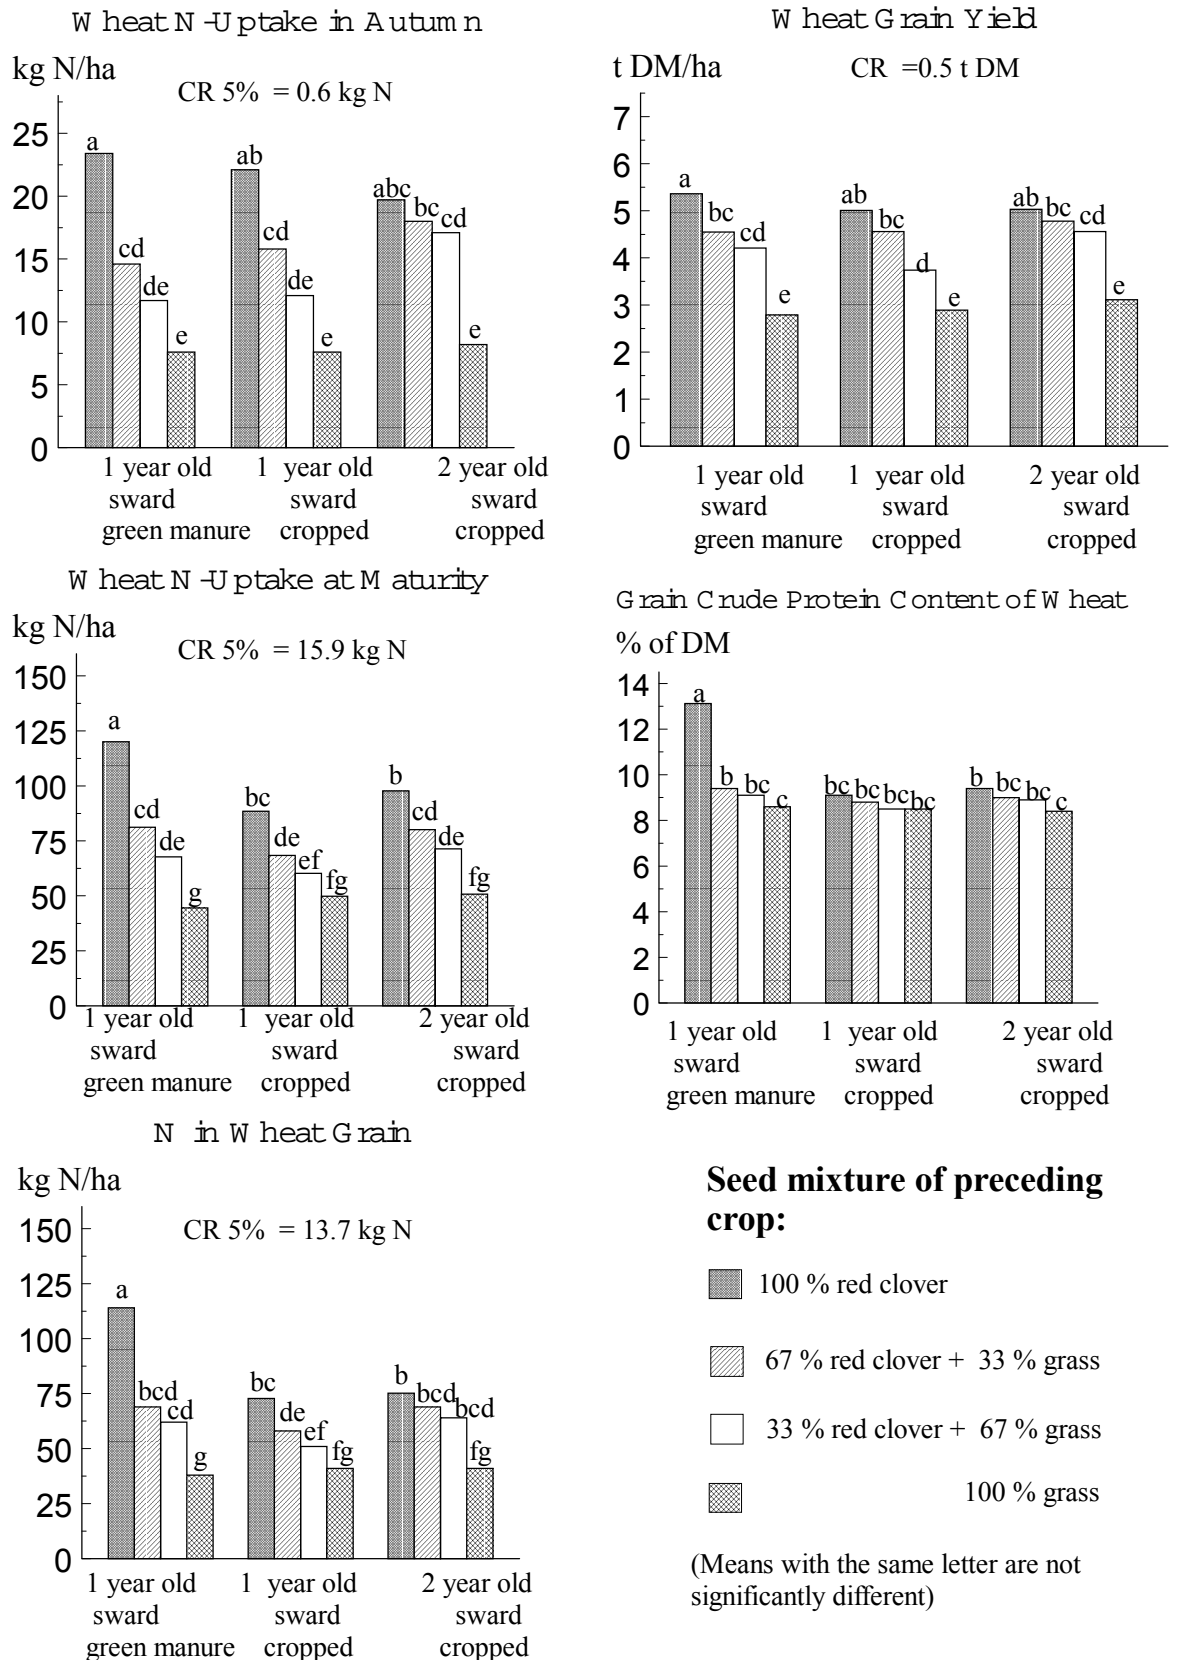 Wheat N-Uptake in Autumn
kg N/ha
CR 5% = 0.6 kg N
25
20
15
10
5
0
a
cd
de
e
ab
cd
de
e
abc
bc
cd
e
1 year old
sward
green manure
1 year old
sward
cropped
2 year old
sward
cropped
Wheat Grain Yield
t DM/ha
CR =0.5 t DM
7
6
5
4
3
2
1
0
a
bc
cd
e
ab
bc
d
e
ab
bc
cd
e
1 year old
sward
green manure
1 year old
sward
cropped
2 year old
sward
cropped
Wheat N-Uptake at Maturity
kg N/ha
CR 5% = 15.9 kg N
150
125
100
75
50
25
0
a
cd
de
g
bc
de
ef
fg
b
cd
de
fg
1 year old
sward
green manure
1 year old
sward
cropped
2 year old
sward
cropped
Grain Crude Protein Content of Wheat
% of DM
14
12
10
8
6
4
2
0
a
b
bc
c
bc
bc
bc
bc
b
bc
bc
c
1 year old
sward
green manure
1 year old
sward
cropped
2 year old
sward
cropped
N in Wheat Grain
kg N/ha
CR 5% = 13.7 kg N
150
125
100
75
50
25
0
a
bcd
cd
g
bc
de
ef
fg
b
bcd
bcd
fg
1 year old
sward
green manure
1 year old
sward
cropped
2 year old
sward
cropped
Seed mixture of preceding
crop:
100 % red clover
67 % red clover + 33 % grass
33 % red clover + 67 % grass
100 % grass
(Means with the same letter are not
significantly different)